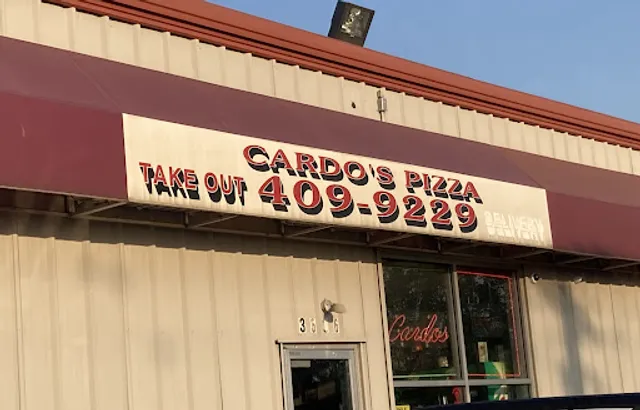 CARDO'S PIZZA
TAKE OUT 409-9229 DELIVERY
Cardos